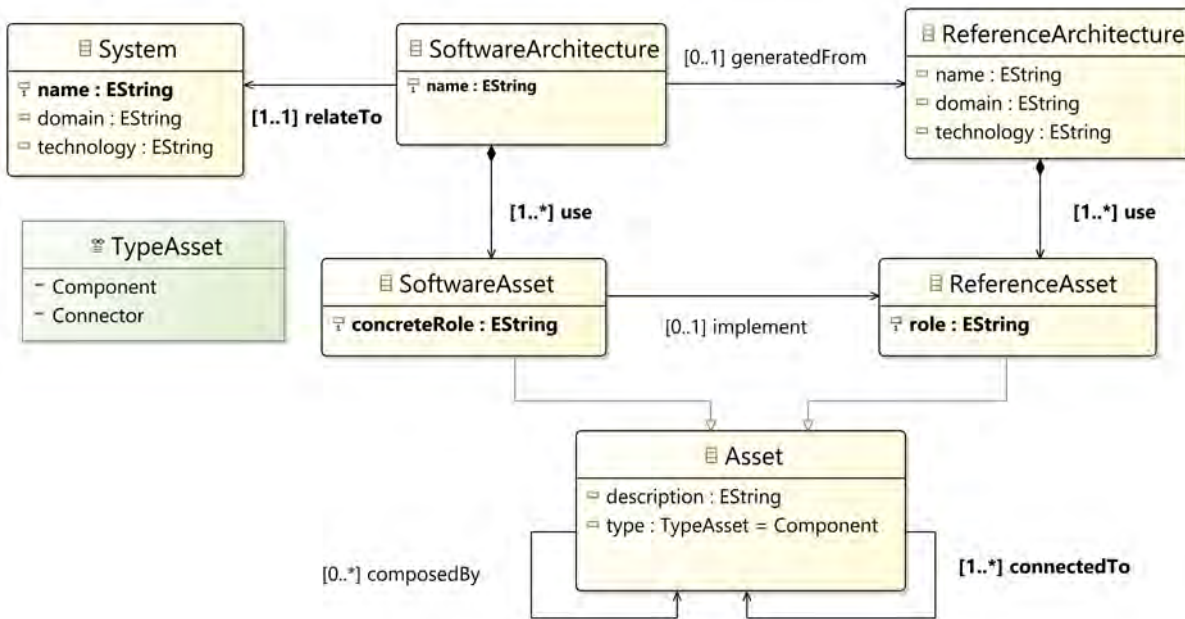 System
name : EString
domain : EString
technology : EString
[1..1] relateTo
SoftwareArchitecture
name : EString
[0..1] generatedFrom
ReferenceArchitecture
name : EString
domain : EString
technology : EString
[1..*] use
[1..*] use
TypeAsset
Component
Connector
SoftwareAsset
concreteRole : EString
[0..1] implement
ReferenceAsset
role : EString
Asset
description : EString
type : TypeAsset = Component
[0..*] composedBy
[1..*] connectedTo